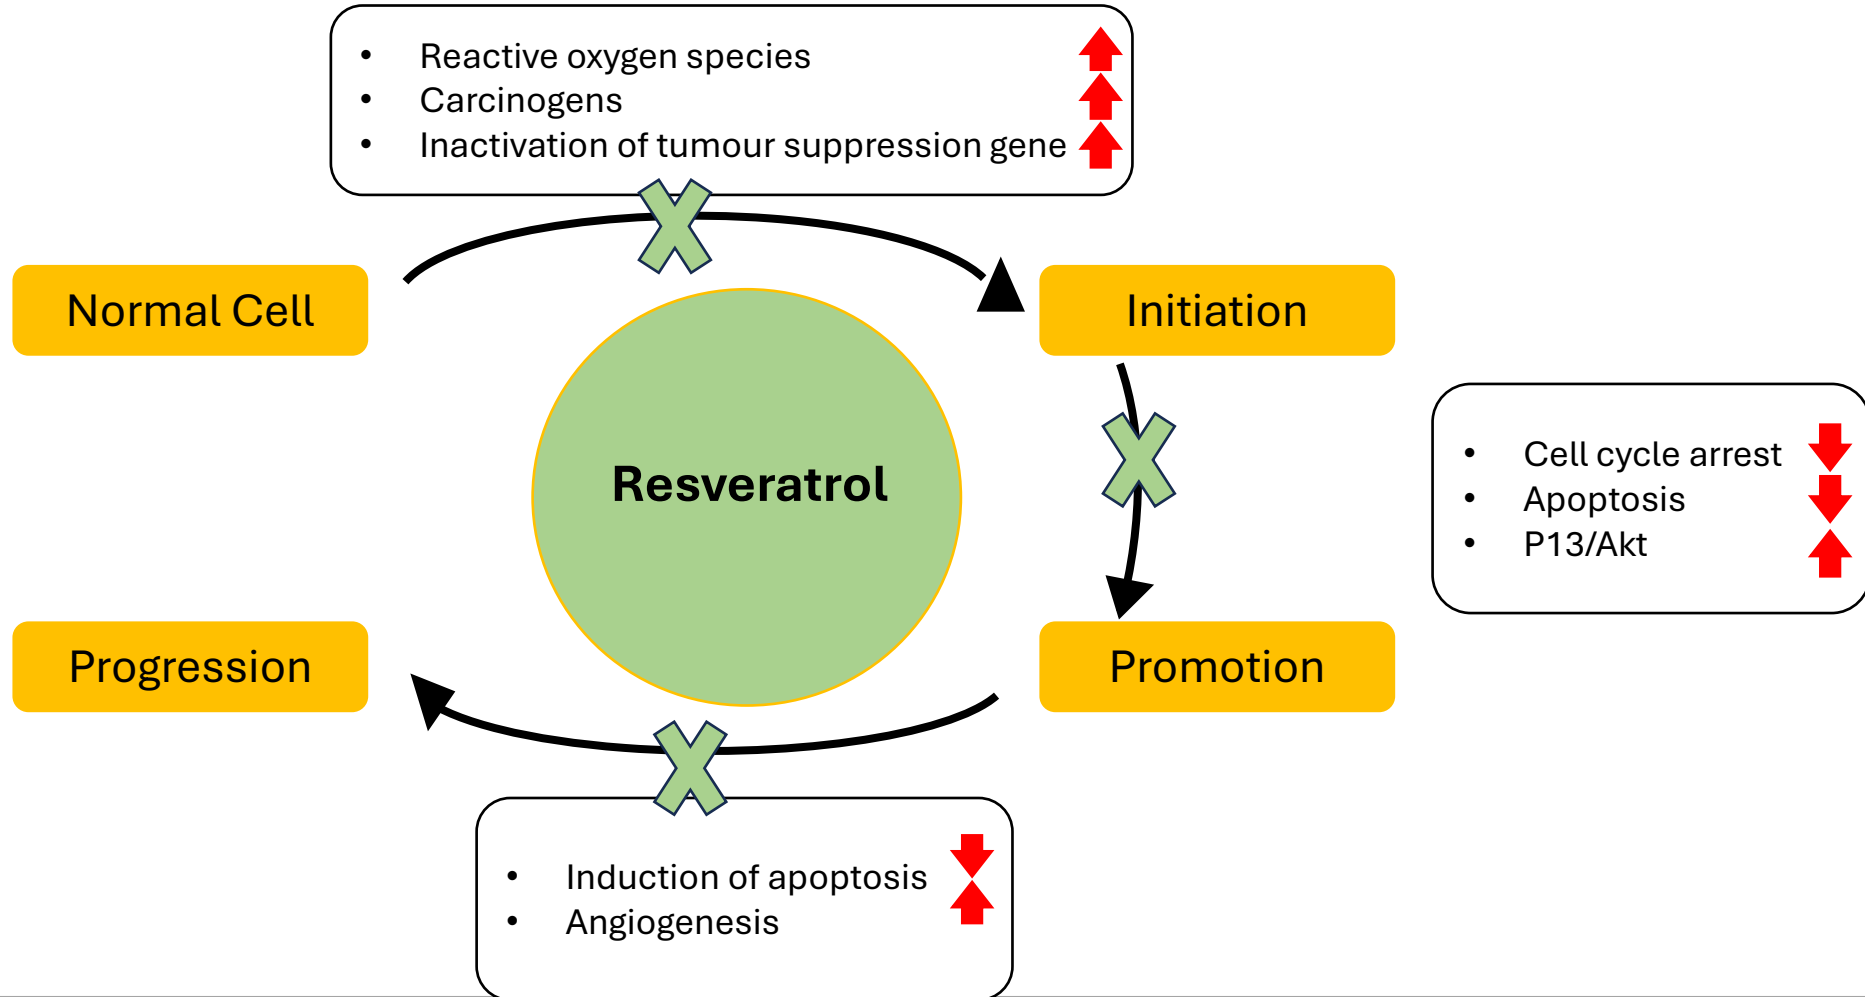 • Reactive oxygen species
• Carcinogens
• Inactivation of tumour suppression gene
Normal Cell
Initiation
Resveratrol
• Cell cycle arrest
• Apoptosis
• P13/Akt
Progression
Promotion
• Induction of apoptosis
• Angiogenesis